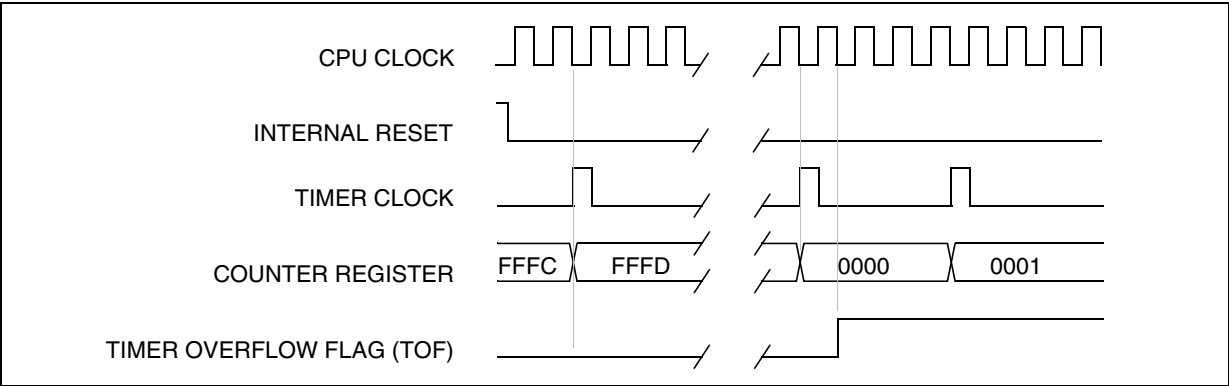 CPU CLOCK
INTERNAL RESET
TIMER CLOCK
COUNTER REGISTER FFFC FFFD 0000 0001
TIMER OVERFLOW FLAG (TOF)